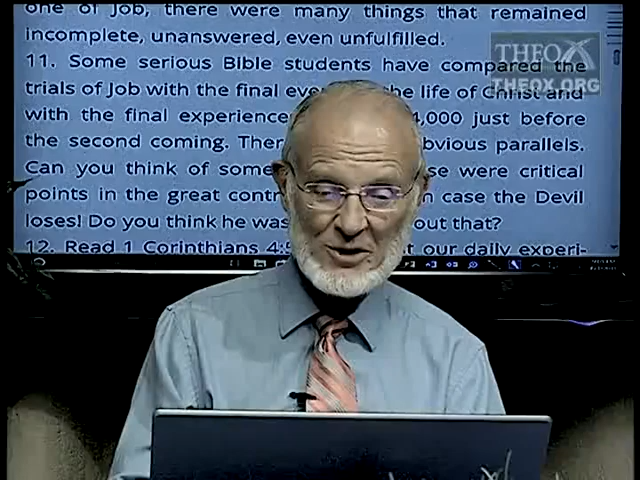 one of Job, there were many things that remained
incomplete, unanswered, even unfulfilled.
THEOX
THEOX.ORG
11. Some serious Bible students have compared the
trials of Job with the final the life of Christ and
with the final experience 4,000 just before
the second coming. obvious parallels.
Can you think of some were critical
points in the great case the Devil
loses! Do you think he was out that?
12. Read 1 Corinthians our daily experi-